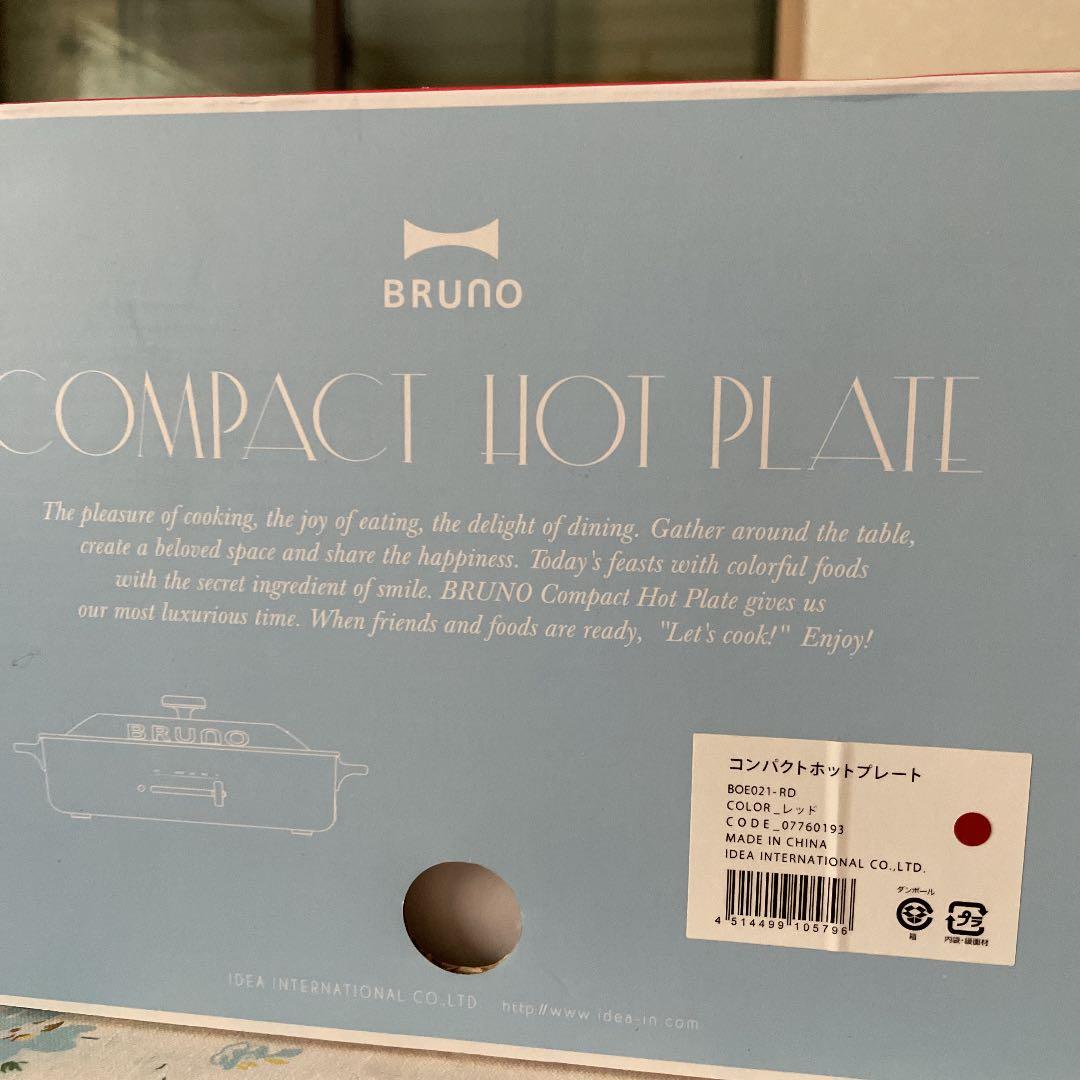 BRUNO
COMPACT HOT PLATE
The pleasure of cooking, the joy of eating, the delight of dining. Gather around the table,
create a beloved space and share the happiness. Today's feasts with colorful foods
with the secret ingredient of smile. BRUNO Compact Hot Plate gives us
our most luxurious time. When friends and foods are ready, "Let's cook!" Enjoy!
BRUNO
コンパクトホットプレート
BOE021-RD
COLOR_レッド
CODE_07760193
MADE IN CHINA
IDEA INTERNATIONAL CO.,LTD.
4 514499 105796
ダンボール
箱
プラ
内袋・緩衝材
IDEA INTERNATIONAL CO.,LTD http://www.idea-in.com